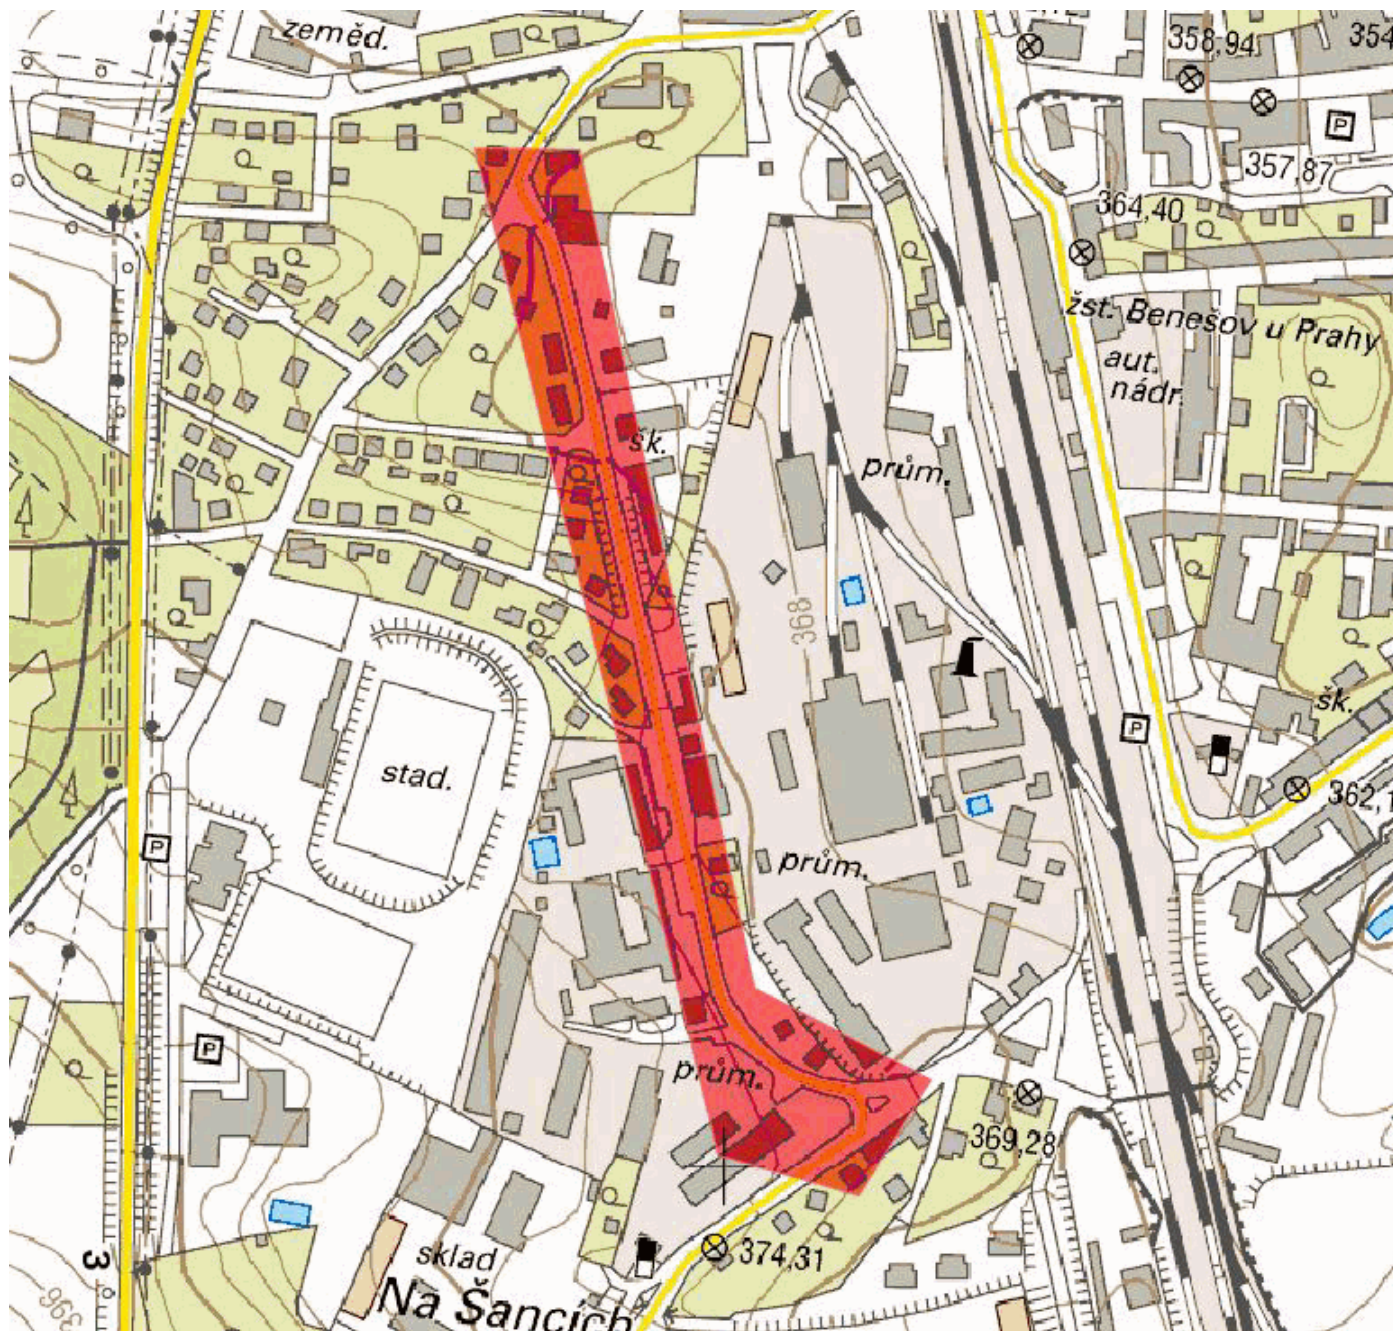 zeměd.
358,94
354
P
357,87
364,40
žst. Benešov u Prahy
aut.
nádr.
šk.
prům.
368
šk.
P
stad.
362,1
P
prům.
P
prům.
369,28
374,31
3
sklad
396
Na Šancích